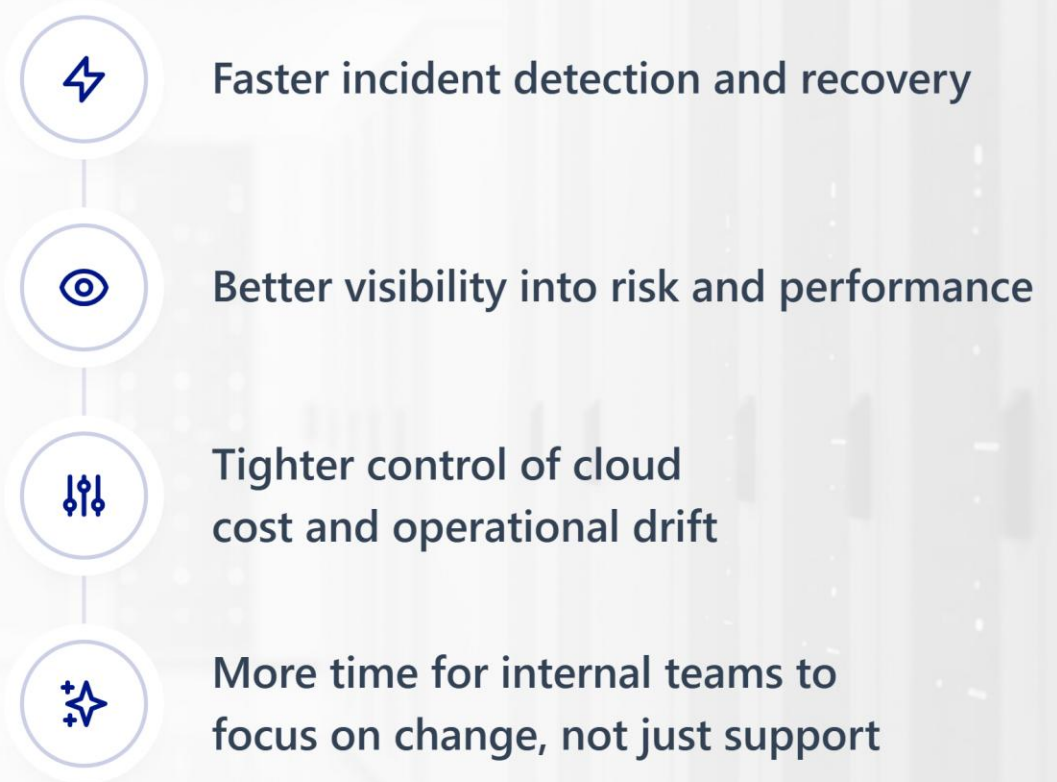 Faster incident detection and recovery
Better visibility into risk and performance
Tighter control of cloud
cost and operational drift
More time for internal teams to
focus on change, not just support